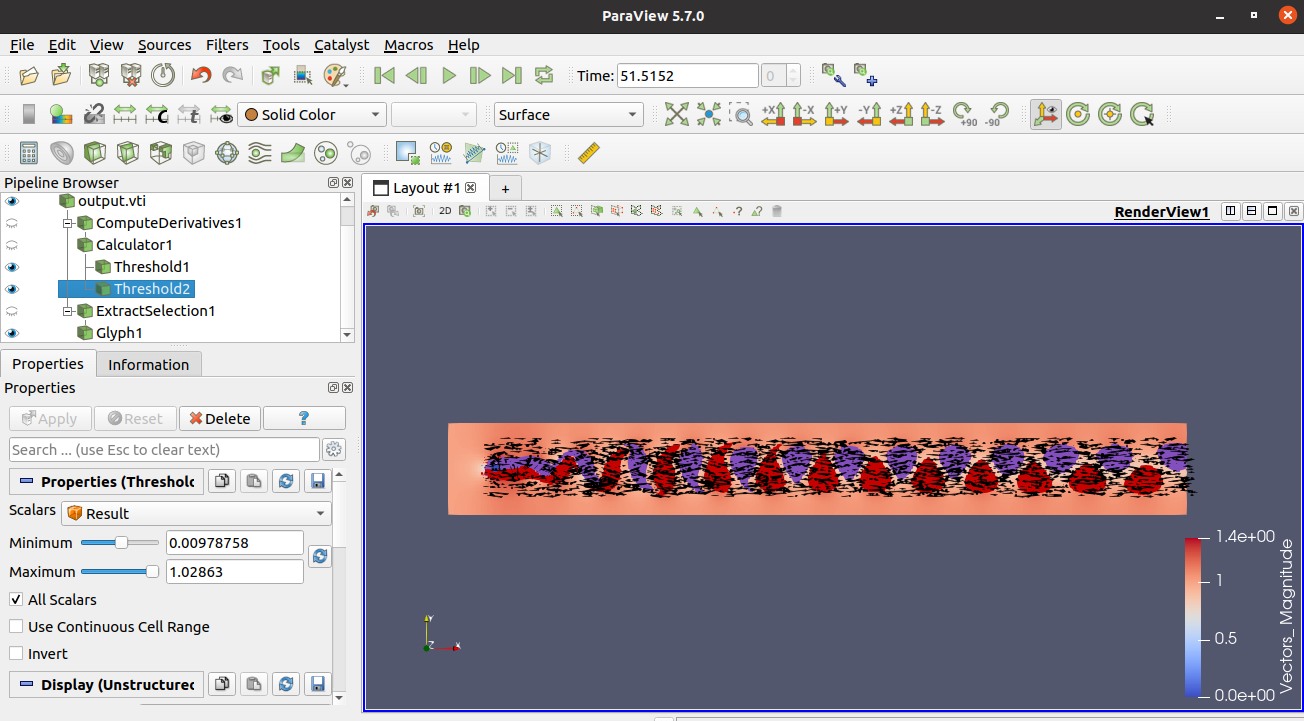 ParaView 5.7.0
File Edit View Sources Filters Tools Catalyst Macros Help
Time: 51.5152 0
Solid Color Surface +X -X +Y -Y +Z -Z +90 -90
Pipeline Browser
output.vti
ComputeDerivatives1
Calculator1
Threshold1
Threshold2
ExtractSelection1
Glyph1
Properties Information
Properties
Apply Reset Delete ?
Search ... (use Esc to clear text)
Properties (Threshold
Scalars Result
Minimum 0.00978758
Maximum 1.02863
All Scalars
Use Continuous Cell Range
Invert
Display (Unstructured
Layout #1 +
2D RenderView1
1.4e+00
1
0.5
0.0e+00
Vectors_ Magnitude
Y
Z X